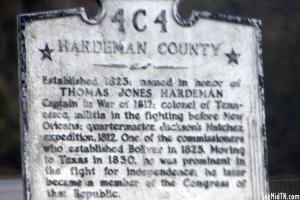 4C4
HARDEMAN COUNTY
Established 1823; named in honor of
THOMAS JONES HARDEMAN
Captain in War of 1812; colonel of Tenn-
essee militia in the fighting before New
Orleans; quartermaster, Jackson's Natchez
expedition, 1812. One of the commissioners
who established Bolivar in 1825. Moving
to Texas in 1830, he was prominent in
the fight for independence; he later
became a member of the Congress of
that Republic.
SeeMidTN.com